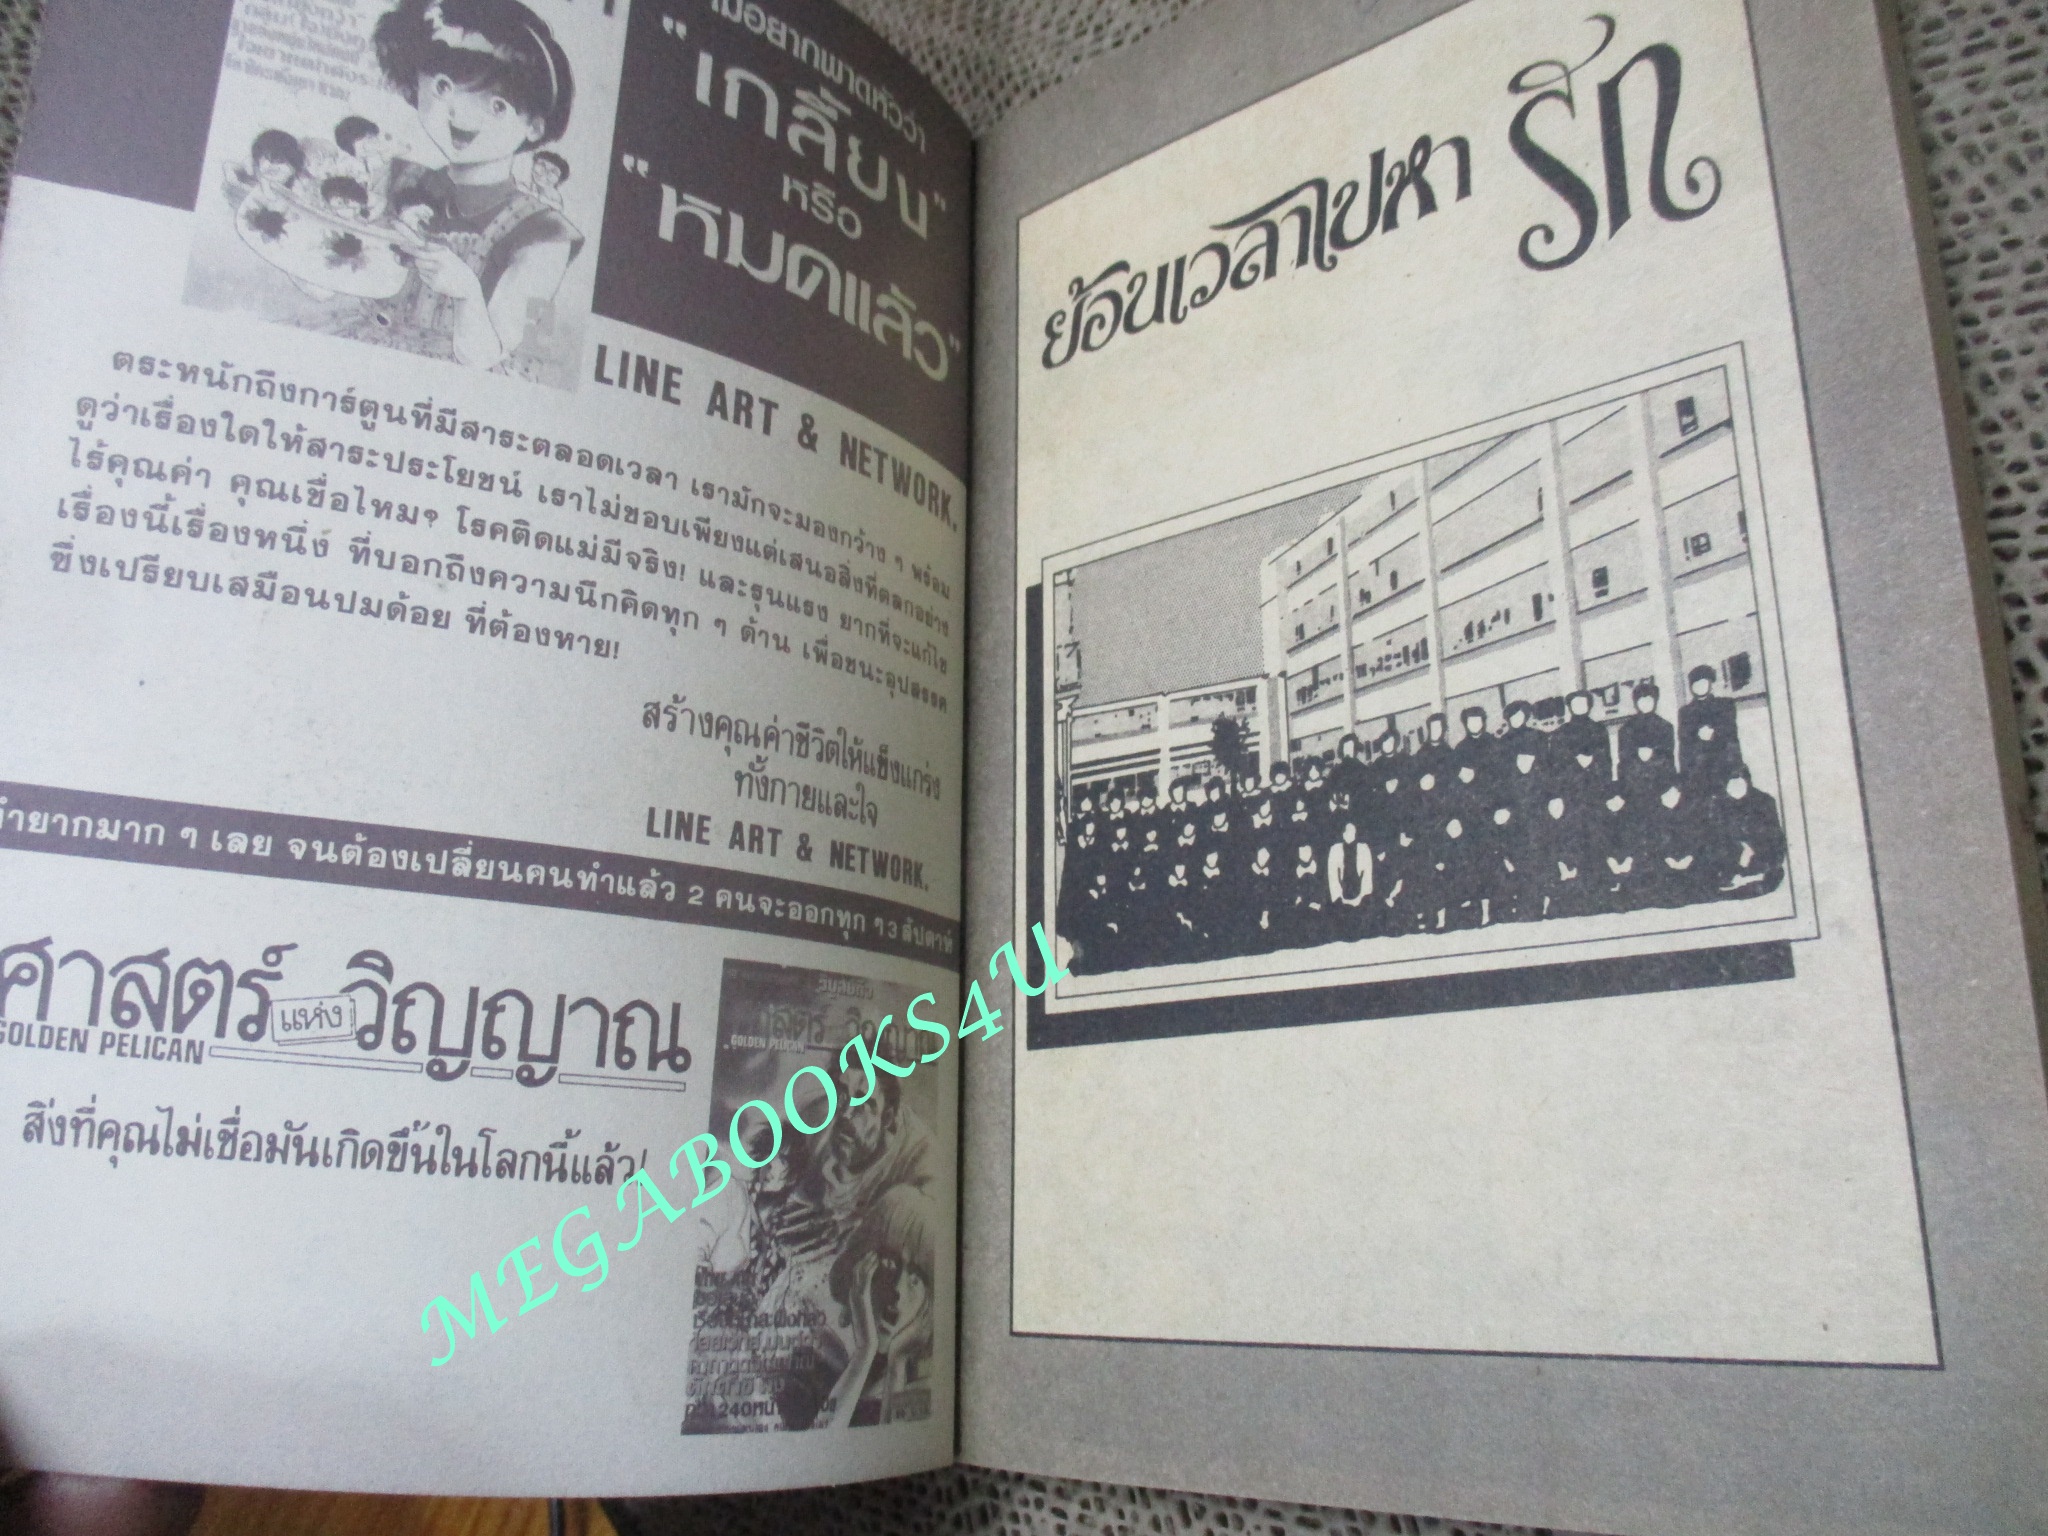 "เกลี้ยง"
หรือ
"หมดแล้ว"
LINE ART & NETWORK.
ตระหนักถึงการ์ตูนที่มีสาระตลอดเวลา เรามักจะมองกว้าง ๆ พร้อม
ดูว่าเรื่องใดให้สาระประโยชน์ เราไม่ชอบเพียงแต่เสนอสิ่งที่ตลกอย่าง
ไร้คุณค่า คุณเชื่อไหม? โรคติดแม่มีจริง! และรุนแรง ยากที่จะแก้ไข
เรื่องนี้เรื่องหนึ่ง ที่บอกถึงความนึกคิดทุก ๆ ด้าน เพื่อชนะอุปสรรค
ซึ่งเปรียบเสมือนปมด้อย ที่ต้องหาย!
สร้างคุณค่าชีวิตให้แข็งแกร่ง
ทั้งกายและใจ
LINE ART & NETWORK.
ทำยากมาก ๆ เลย จนต้องเปลี่ยนคนทำแล้ว 2 คนจะออกทุก ๆ 3 สัปดาห์
ศาสตร์แห่งวิญญาณ
GOLDEN PELICAN
สิ่งที่คุณไม่เชื่อมันเกิดขึ้นในโลกนี้แล้ว!
GOLDEN PELICAN
MEGABOOKS4U
ย้อนเวลาไปหา รัก